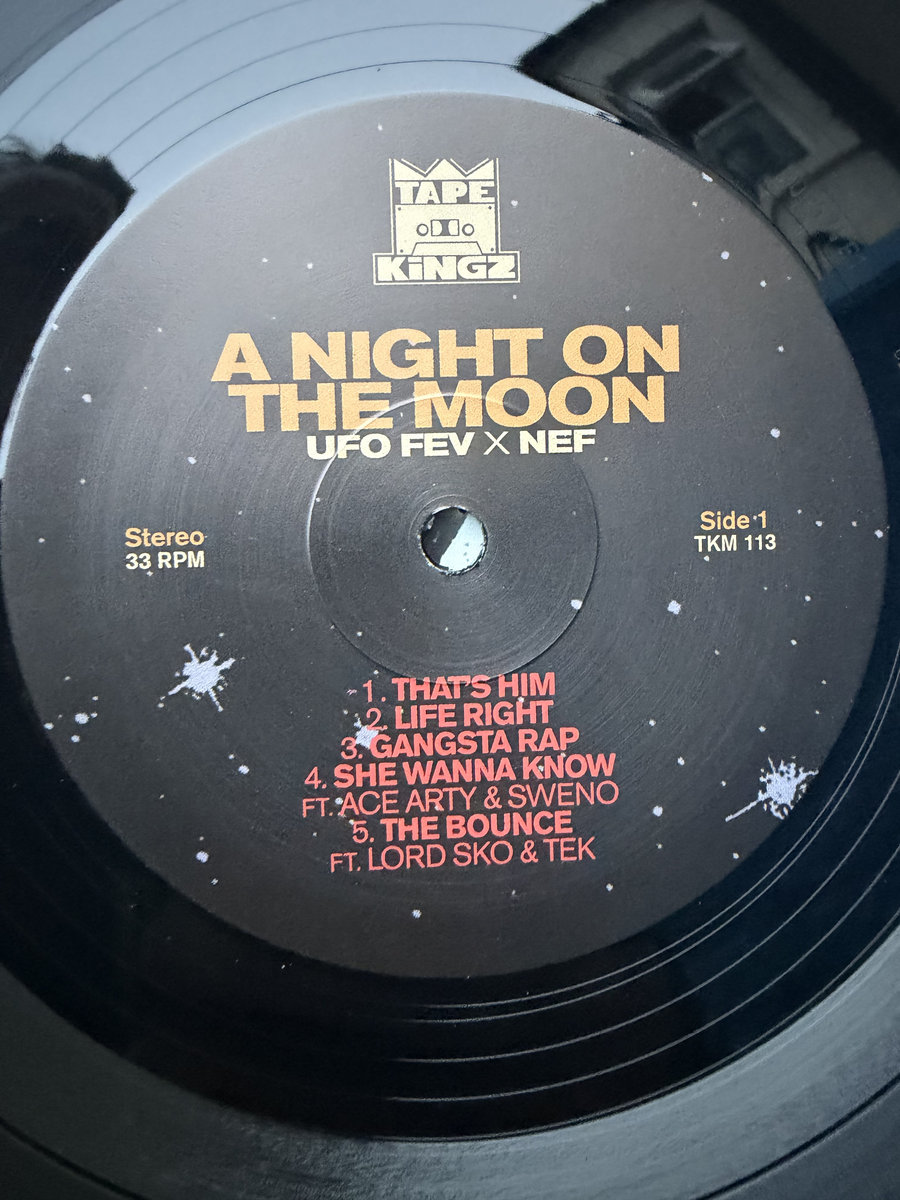 TAPE
KiNGZ
A NIGHT ON
THE MOON
UFO FEV X NEF
Stereo
33 RPM
Side 1
TKM 113
1. THAT'S HIM
2. LIFE RIGHT
3. GANGSTA RAP
4. SHE WANNA KNOW
FT. ACE ARTY & SWENO
5. THE BOUNCE
FT. LORD SKO & TEK